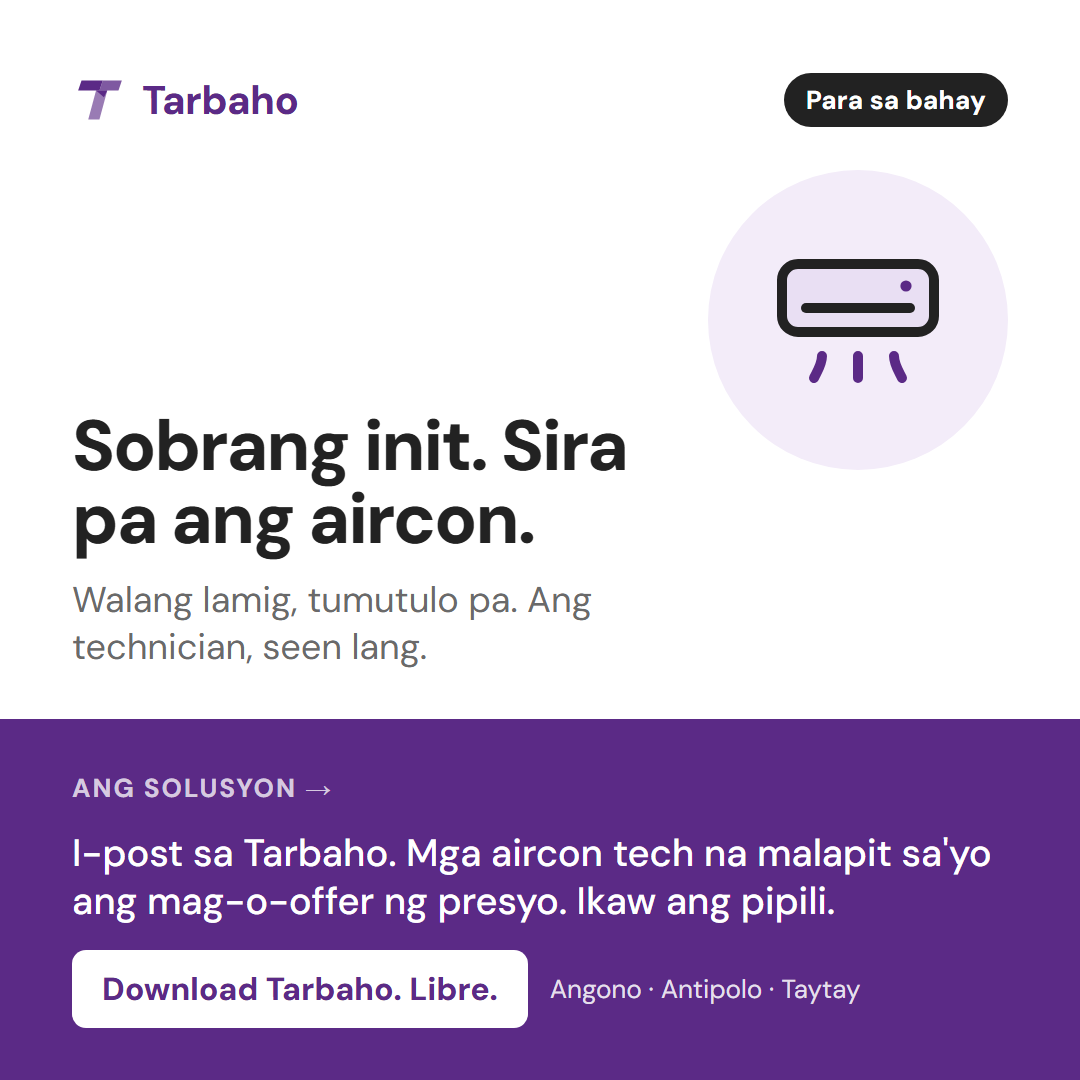 Tarbaho
Para sa bahay
Sobrang init. Sira
pa ang aircon.
Walang lamig, tumutulo pa. Ang
technician, seen lang.
ANG SOLUSYON →
I-post sa Tarbaho. Mga aircon tech na malapit sa'yo
ang mag-o-offer ng presyo. Ikaw ang pipili.
Download Tarbaho. Libre.
Angono · Antipolo · Taytay